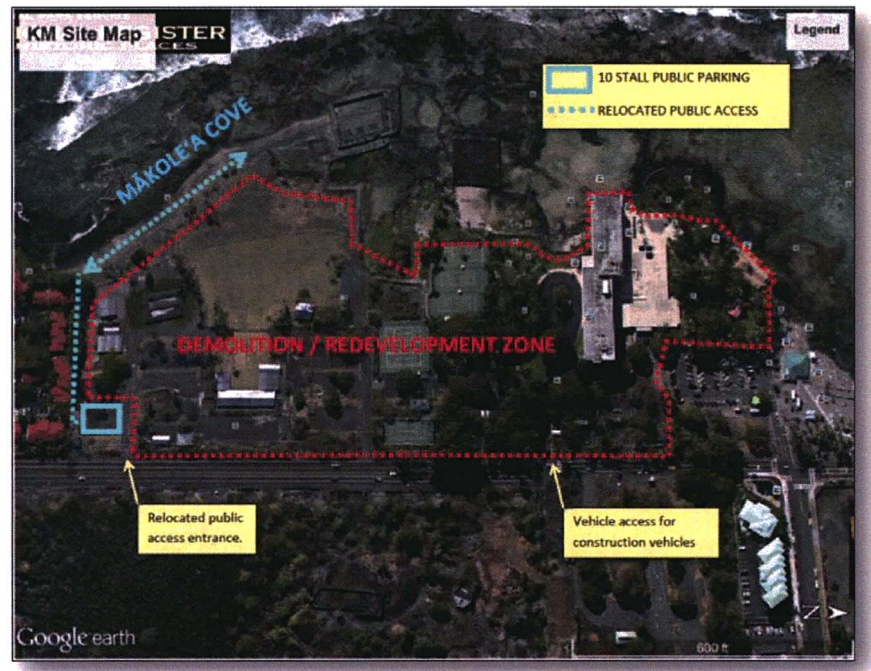 KM Site Map
Legend
10 STALL PUBLIC PARKING
RELOCATED PUBLIC ACCESS
MĀKOLE'A COVE
DEMOLITION / REDEVELOPMENT ZONE
Relocated public
access entrance.
Vehicle access for
construction vehicles
Google earth
600 ft